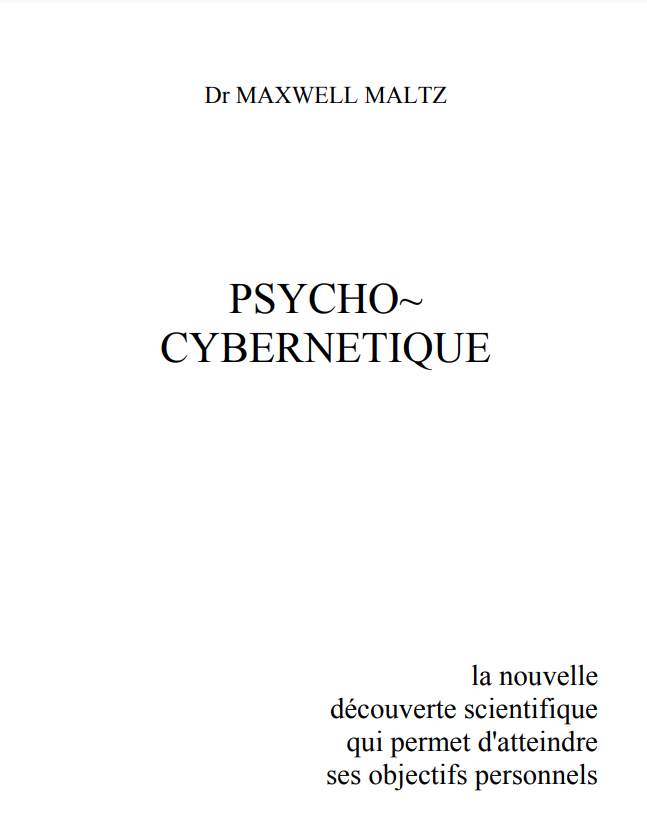 Dr MAXWELL MALTZ
PSYCHO~
CYBERNETIQUE
la nouvelle
découverte scientifique
qui permet d'atteindre
ses objectifs personnels